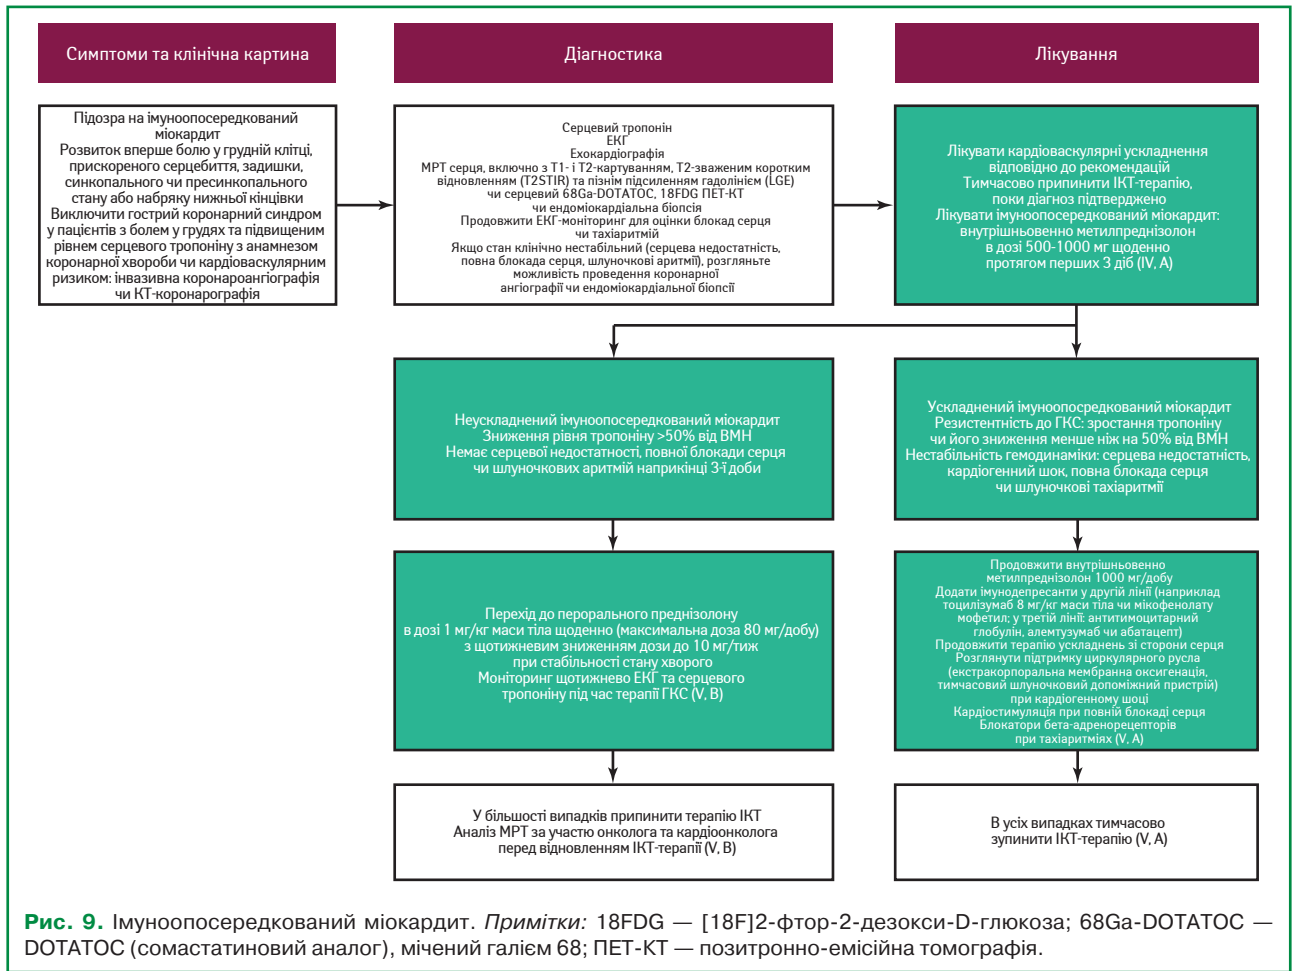 Симптоми та клінічна картина
Діагностика
Лікування
Підозра на імуноопосередкований
міокардит
Розвиток вперше болю у грудній клітці,
прискореного серцебиття, задишки,
синкопального чи пресинкопального
стану або набряку нижньої кінцівки
Виключити гострий коронарний синдром
у пацієнтів з болем у грудях та підвищеним
рівнем серцевого тропоніну з анамнезом
коронарної хвороби чи кардіоваскулярним
ризиком: інвазивна коронароангіографія
чи КТ-коронарографія
Серцевий тропонін
ЕКГ
Ехокардіографія
МРТ серця, включно з T1- і T2-картуванням, T2-зваженим коротким
відновленням (T2STIR) та пізнім підсиленням гадолінієм (LGE)
чи серцевий 68Ga-DOTATOC, 18FDG ПЕТ-КТ
чи ендоміокардіальна біопсія
Продовжити ЕКГ-моніторинг для оцінки блокад серця
чи тахіаритмій
Якщо стан клінічно нестабільний (серцева недостатність,
повна блокада серця, шлуночкові аритмії), розгляньте
можливість проведення коронарної
ангіографії чи ендоміокардіальної біопсії
Лікувати кардіоваскулярні ускладнення
відповідно до рекомендацій
Тимчасово припинити ІКТ-терапію,
поки діагноз підтверджено
Лікувати імуноопосередкований міокардит:
внутрішньовенно метилпреднізолон
в дозі 500-1000 мг щоденно
протягом перших 3 діб (IV, A)
Неускладнений імуноопосередкований міокардит
Зниження рівня тропоніну >50% від ВМН
Немає серцевої недостатності, повної блокади серця
чи шлуночкових аритмій наприкінці 3-ї доби
Ускладнений імуноопосредкований міокардит
Резистентність до ГКС: зростання тропоніну
чи його зниження менше ніж на 50% від ВМН
Нестабільність гемодинаміки: серцева недостатність,
кардіогенний шок, повна блокада серця
чи шлуночкові тахіаритмії
Перехід до перорального преднізолону
в дозі 1 мг/кг маси тіла щоденно (максимальна доза 80 мг/добу)
з щотижневим зниженням дози до 10 мг/тиж
при стабільності стану хворого
Моніторинг щотижнево ЕКГ та серцевого
тропоніну під час терапії ГКС (V, B)
Продовжити внутрішньовенно
метилпреднізолон 1000 мг/добу
Додати імунодепресанти у другій лінії (наприклад
тоцилізумаб 8 мг/кг маси тіла чи мікофенолату
мофетил; у третій лінії: антитимоцитарний
глобулін, алемтузумаб чи абатацепт)
Продовжити терапію ускладнень зі сторони серця
Розглянути підтримку циркулярного русла
(екстракорпоральна мембранна оксигенація,
тимчасовий шлуночковий допоміжний пристрій)
при кардіогенному шоці
Кардіостимуляція при повній блокаді серця
Блокатори бета-адренорецепторів
при тахіаритміях (V, A)
У більшості випадків припинити терапію ІКТ
Аналіз МРТ за участю онколога та кардіоонколога
перед відновленням ІКТ-терапії (V, B)
В усіх випадках тимчасово
зупинити ІКТ-терапію (V, A)
Рис. 9. Імуноопосередкований міокардит. Примітки: 18FDG — [18F]2-фтор-2-дезокси-D-глюкоза; 68Ga-DOTATOC —
DOTATOC (сомастатиновий аналог), мічений галієм 68; ПЕТ-КТ — позитронно-емісійна томографія.